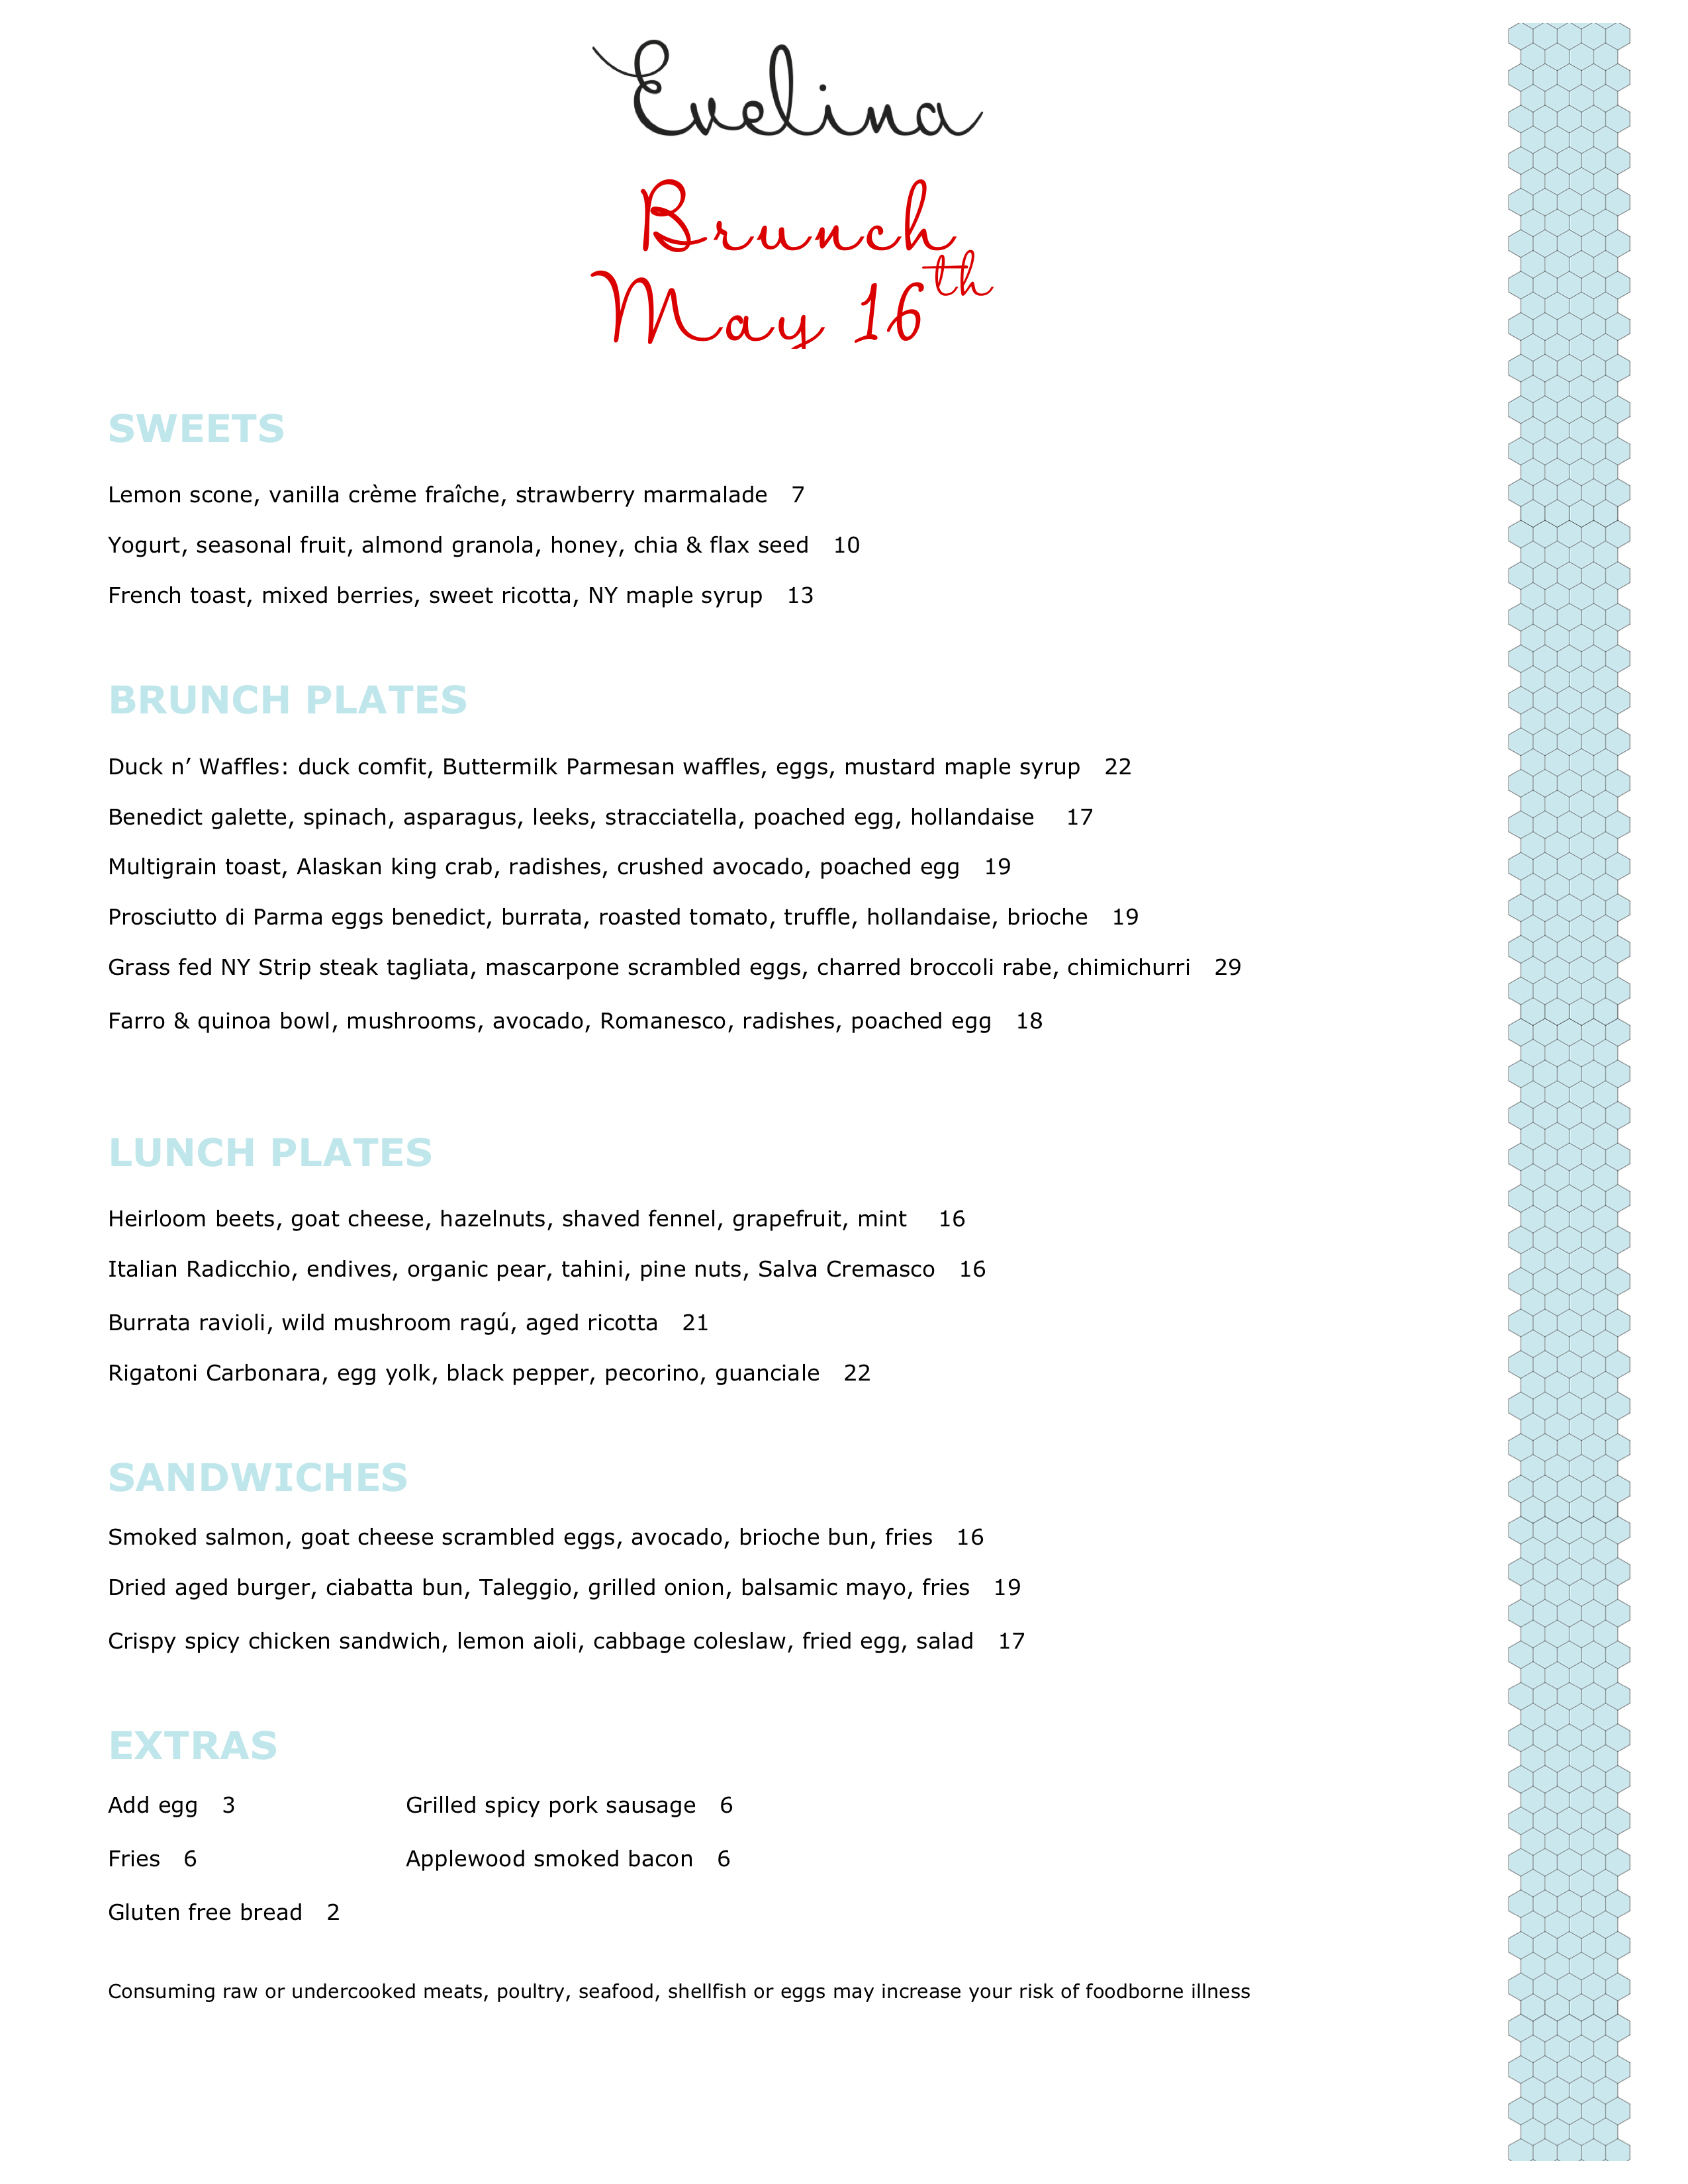 Evelina
Brunch
May 16th
SWEETS
Lemon scone, vanilla crème fraîche, strawberry marmalade 7
Yogurt, seasonal fruit, almond granola, honey, chia & flax seed 10
French toast, mixed berries, sweet ricotta, NY maple syrup 13
BRUNCH PLATES
Duck n’ Waffles: duck comfit, Buttermilk Parmesan waffles, eggs, mustard maple syrup 22
Benedict galette, spinach, asparagus, leeks, stracciatella, poached egg, hollandaise 17
Multigrain toast, Alaskan king crab, radishes, crushed avocado, poached egg 19
Prosciutto di Parma eggs benedict, burrata, roasted tomato, truffle, hollandaise, brioche 19
Grass fed NY Strip steak tagliata, mascarpone scrambled eggs, charred broccoli rabe, chimichurri 29
Farro & quinoa bowl, mushrooms, avocado, Romanesco, radishes, poached egg 18
LUNCH PLATES
Heirloom beets, goat cheese, hazelnuts, shaved fennel, grapefruit, mint 16
Italian Radicchio, endives, organic pear, tahini, pine nuts, Salva Cremasco 16
Burrata ravioli, wild mushroom ragú, aged ricotta 21
Rigatoni Carbonara, egg yolk, black pepper, pecorino, guanciale 22
SANDWICHES
Smoked salmon, goat cheese scrambled eggs, avocado, brioche bun, fries 16
Dried aged burger, ciabatta bun, Taleggio, grilled onion, balsamic mayo, fries 19
Crispy spicy chicken sandwich, lemon aioli, cabbage coleslaw, fried egg, salad 17
EXTRAS
Add egg 3 Grilled spicy pork sausage 6
Fries 6 Applewood smoked bacon 6
Gluten free bread 2
Consuming raw or undercooked meats, poultry, seafood, shellfish or eggs may increase your risk of foodborne illness